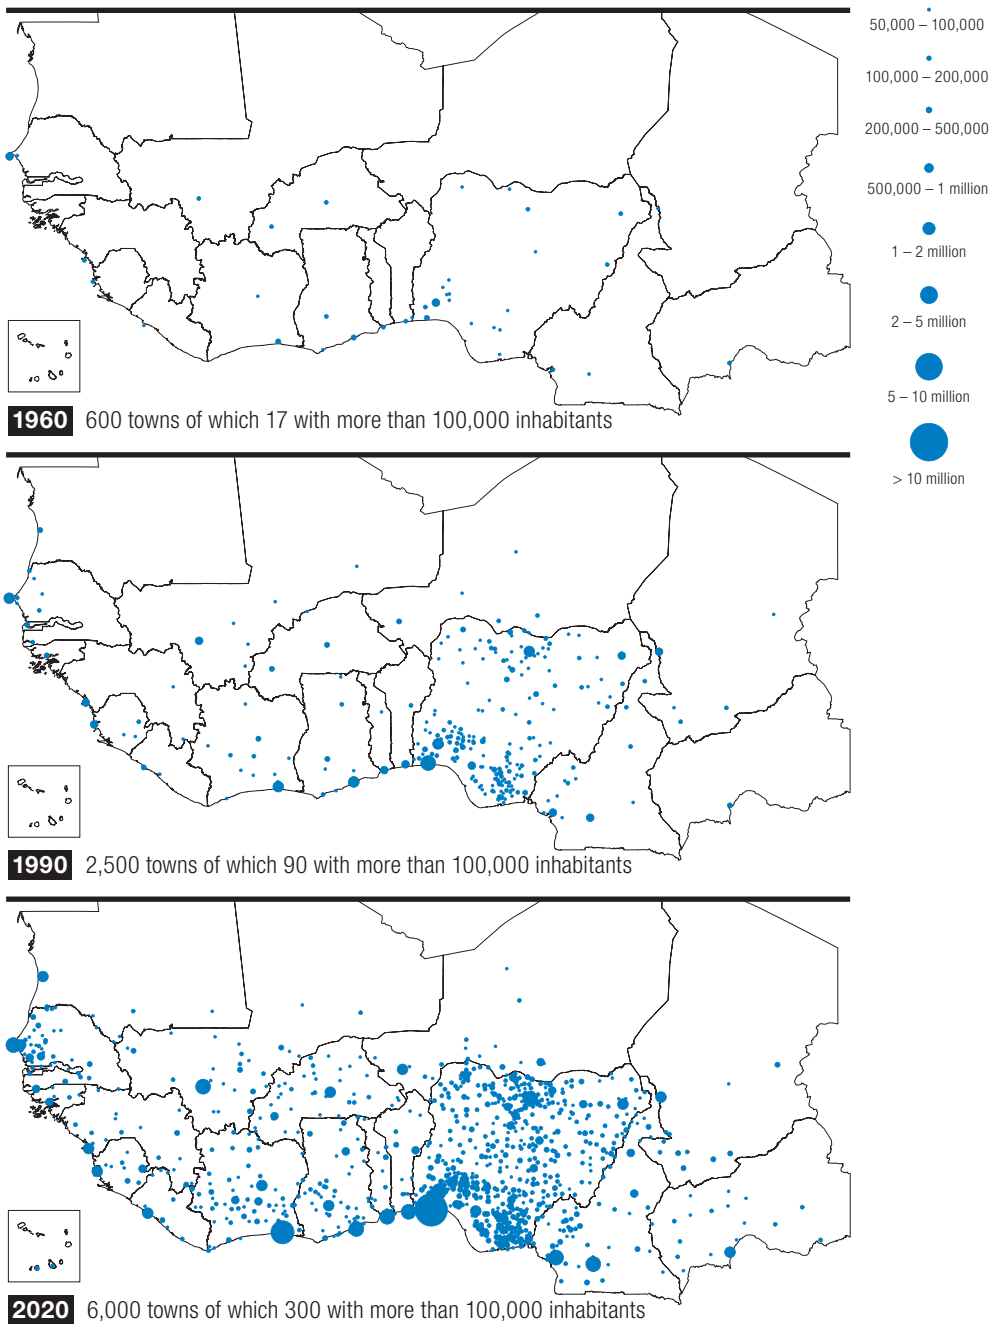 50,000 – 100,000
100,000 – 200,000
200,000 – 500,000
500,000 – 1 million
1 – 2 million
2 – 5 million
5 – 10 million
> 10 million
1960 600 towns of which 17 with more than 100,000 inhabitants
1990 2,500 towns of which 90 with more than 100,000 inhabitants
2020 6,000 towns of which 300 with more than 100,000 inhabitants